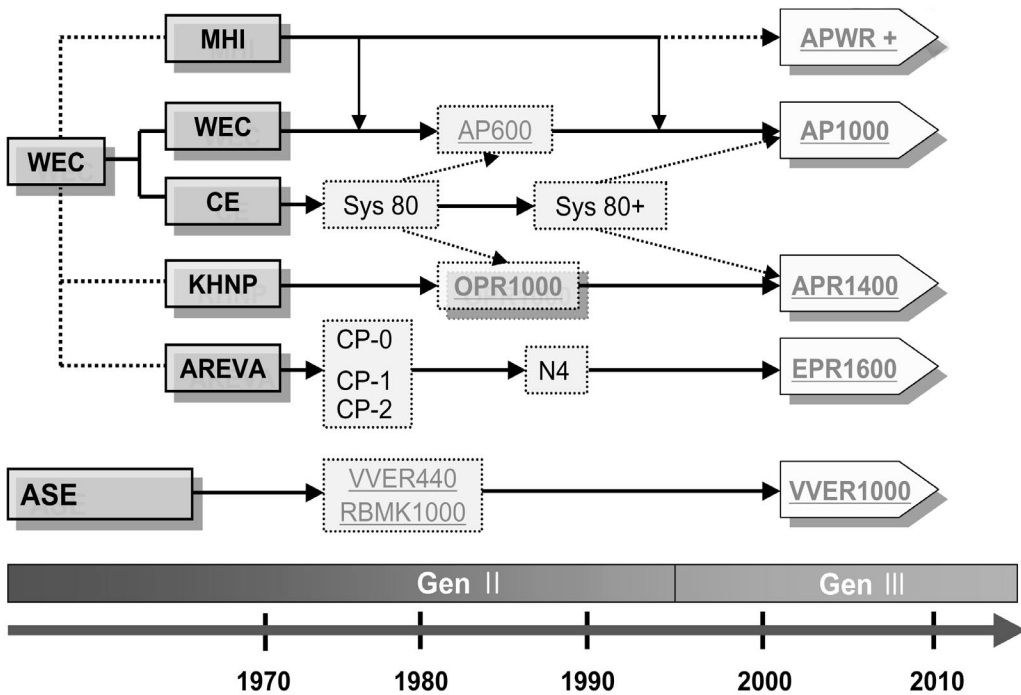 MHI
APWR +
WEC
WEC
AP600
AP1000
CE
Sys 80
Sys 80+
KHNP
OPR1000
APR1400
AREVA
CP-0
CP-1
CP-2
N4
EPR1600
ASE
VVER440
RBMK1000
VVER1000
Gen II
Gen III
1970
1980
1990
2000
2010